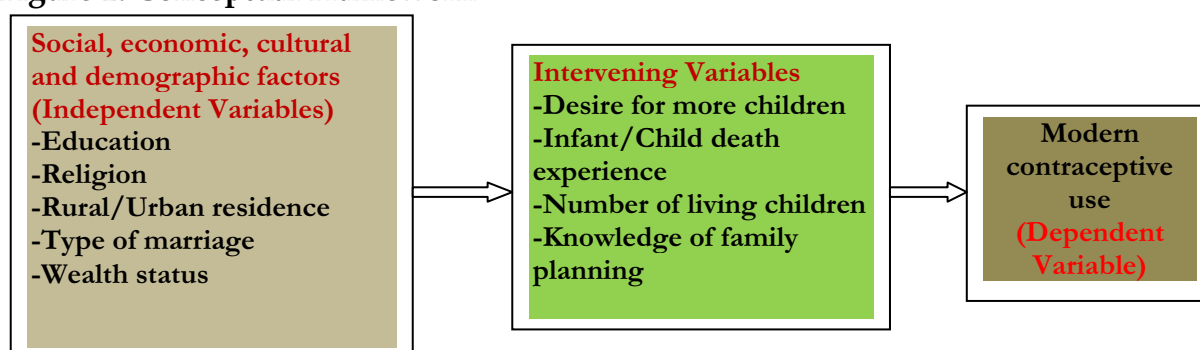 Social, economic, cultural
and demographic factors
(Independent Variables)
-Education
-Religion
-Rural/Urban residence
-Type of marriage
-Wealth status
Intervening Variables
-Desire for more children
-Infant/Child death
experience
-Number of living children
-Knowledge of family
planning
Modern
contraceptive
use
(Dependent
Variable)